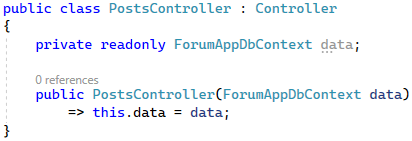 public class PostsController : Controller
{
    private readonly ForumAppDbContext data;
    0 references
    public PostsController(ForumAppDbContext data)
        => this.data = data;
}